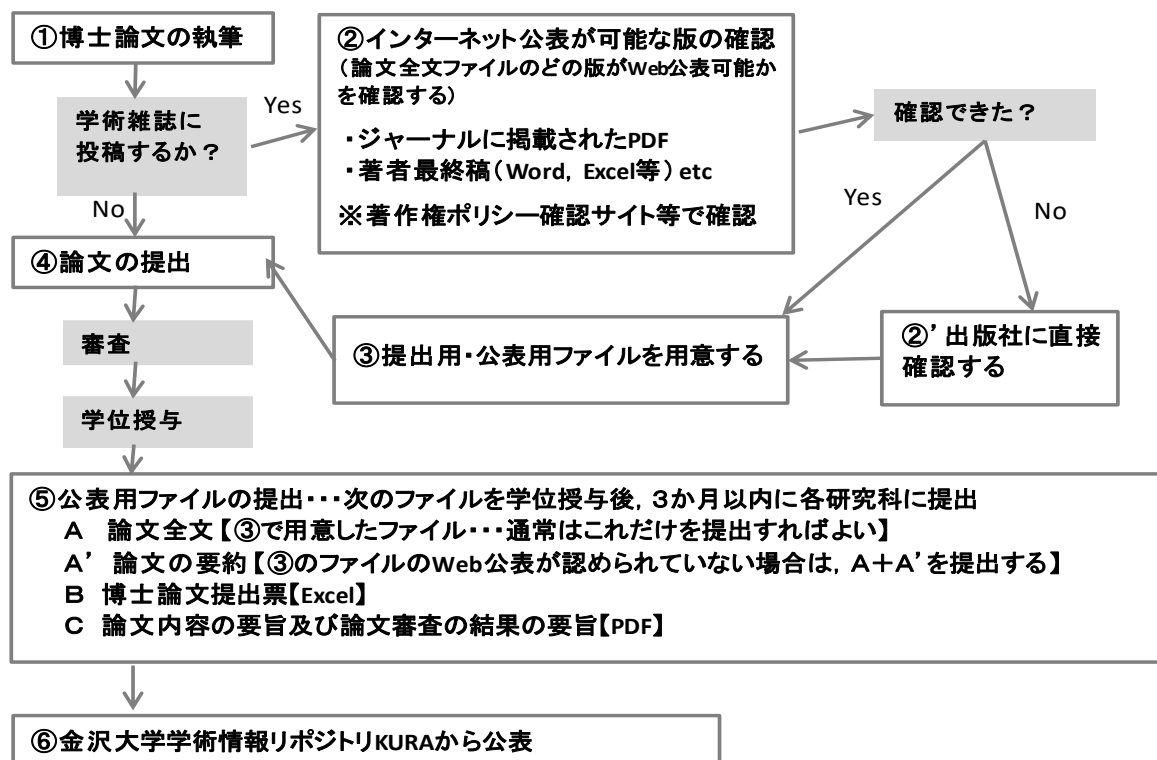 ①博士論文の執筆
学術雑誌に
投稿するか？
Yes
No
②インターネット公表が可能な版の確認
（論文全文ファイルのどの版がWeb公表可能か
を確認する）
・ジャーナルに掲載されたPDF
・著者最終稿（Word，Excel等）etc
※著作権ポリシー確認サイト等で確認
確認できた？
Yes
No
②’出版社に直接
確認する
③提出用・公表用ファイルを用意する
④論文の提出
審査
学位授与
⑤公表用ファイルの提出・・・次のファイルを学位授与後，３か月以内に各研究科に提出
Ａ　論文全文【③で用意したファイル・・・通常はこれだけを提出すればよい】
Ａ’ 論文の要約【③のファイルのWeb公表が認められていない場合は，Ａ＋Ａ’を提出する】
Ｂ 博士論文提出票【Excel】
Ｃ 論文内容の要旨及び論文審査の結果の要旨【PDF】
⑥金沢大学学術情報リポジトリKURAから公表